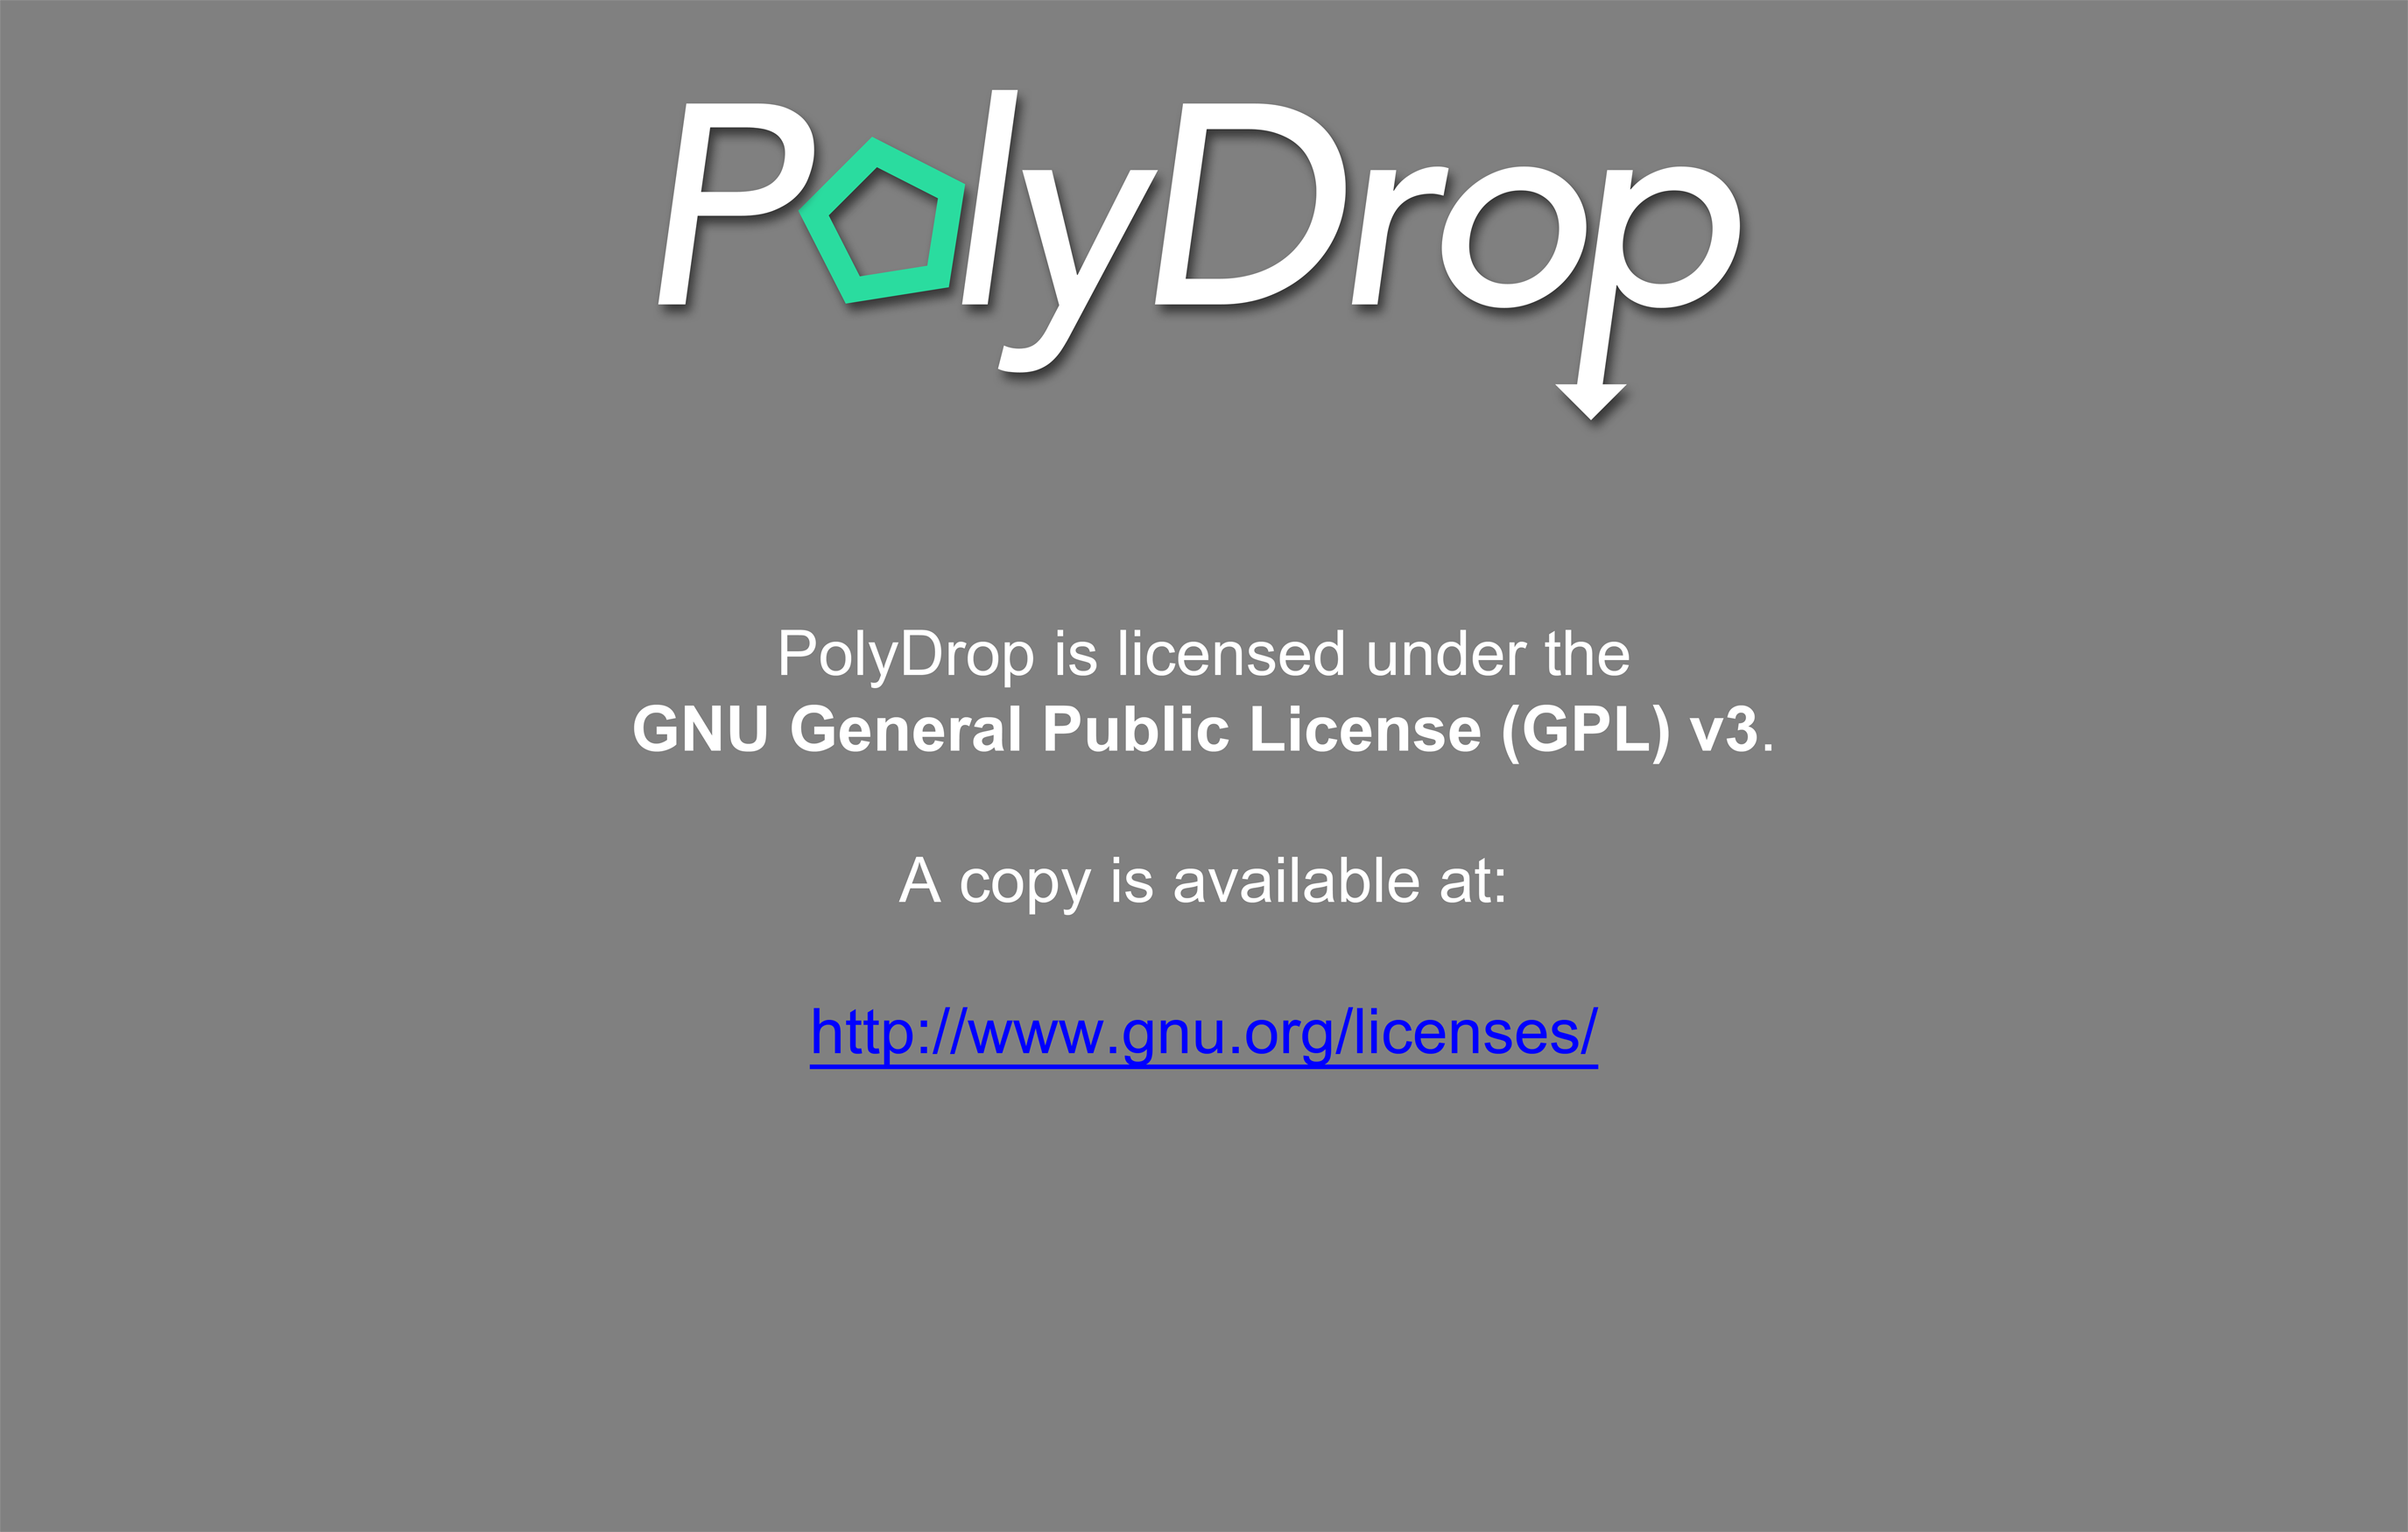 PolyDrop
PolyDrop is licensed under the
GNU General Public License (GPL) v3.
A copy is available at:
http://www.gnu.org/licenses/